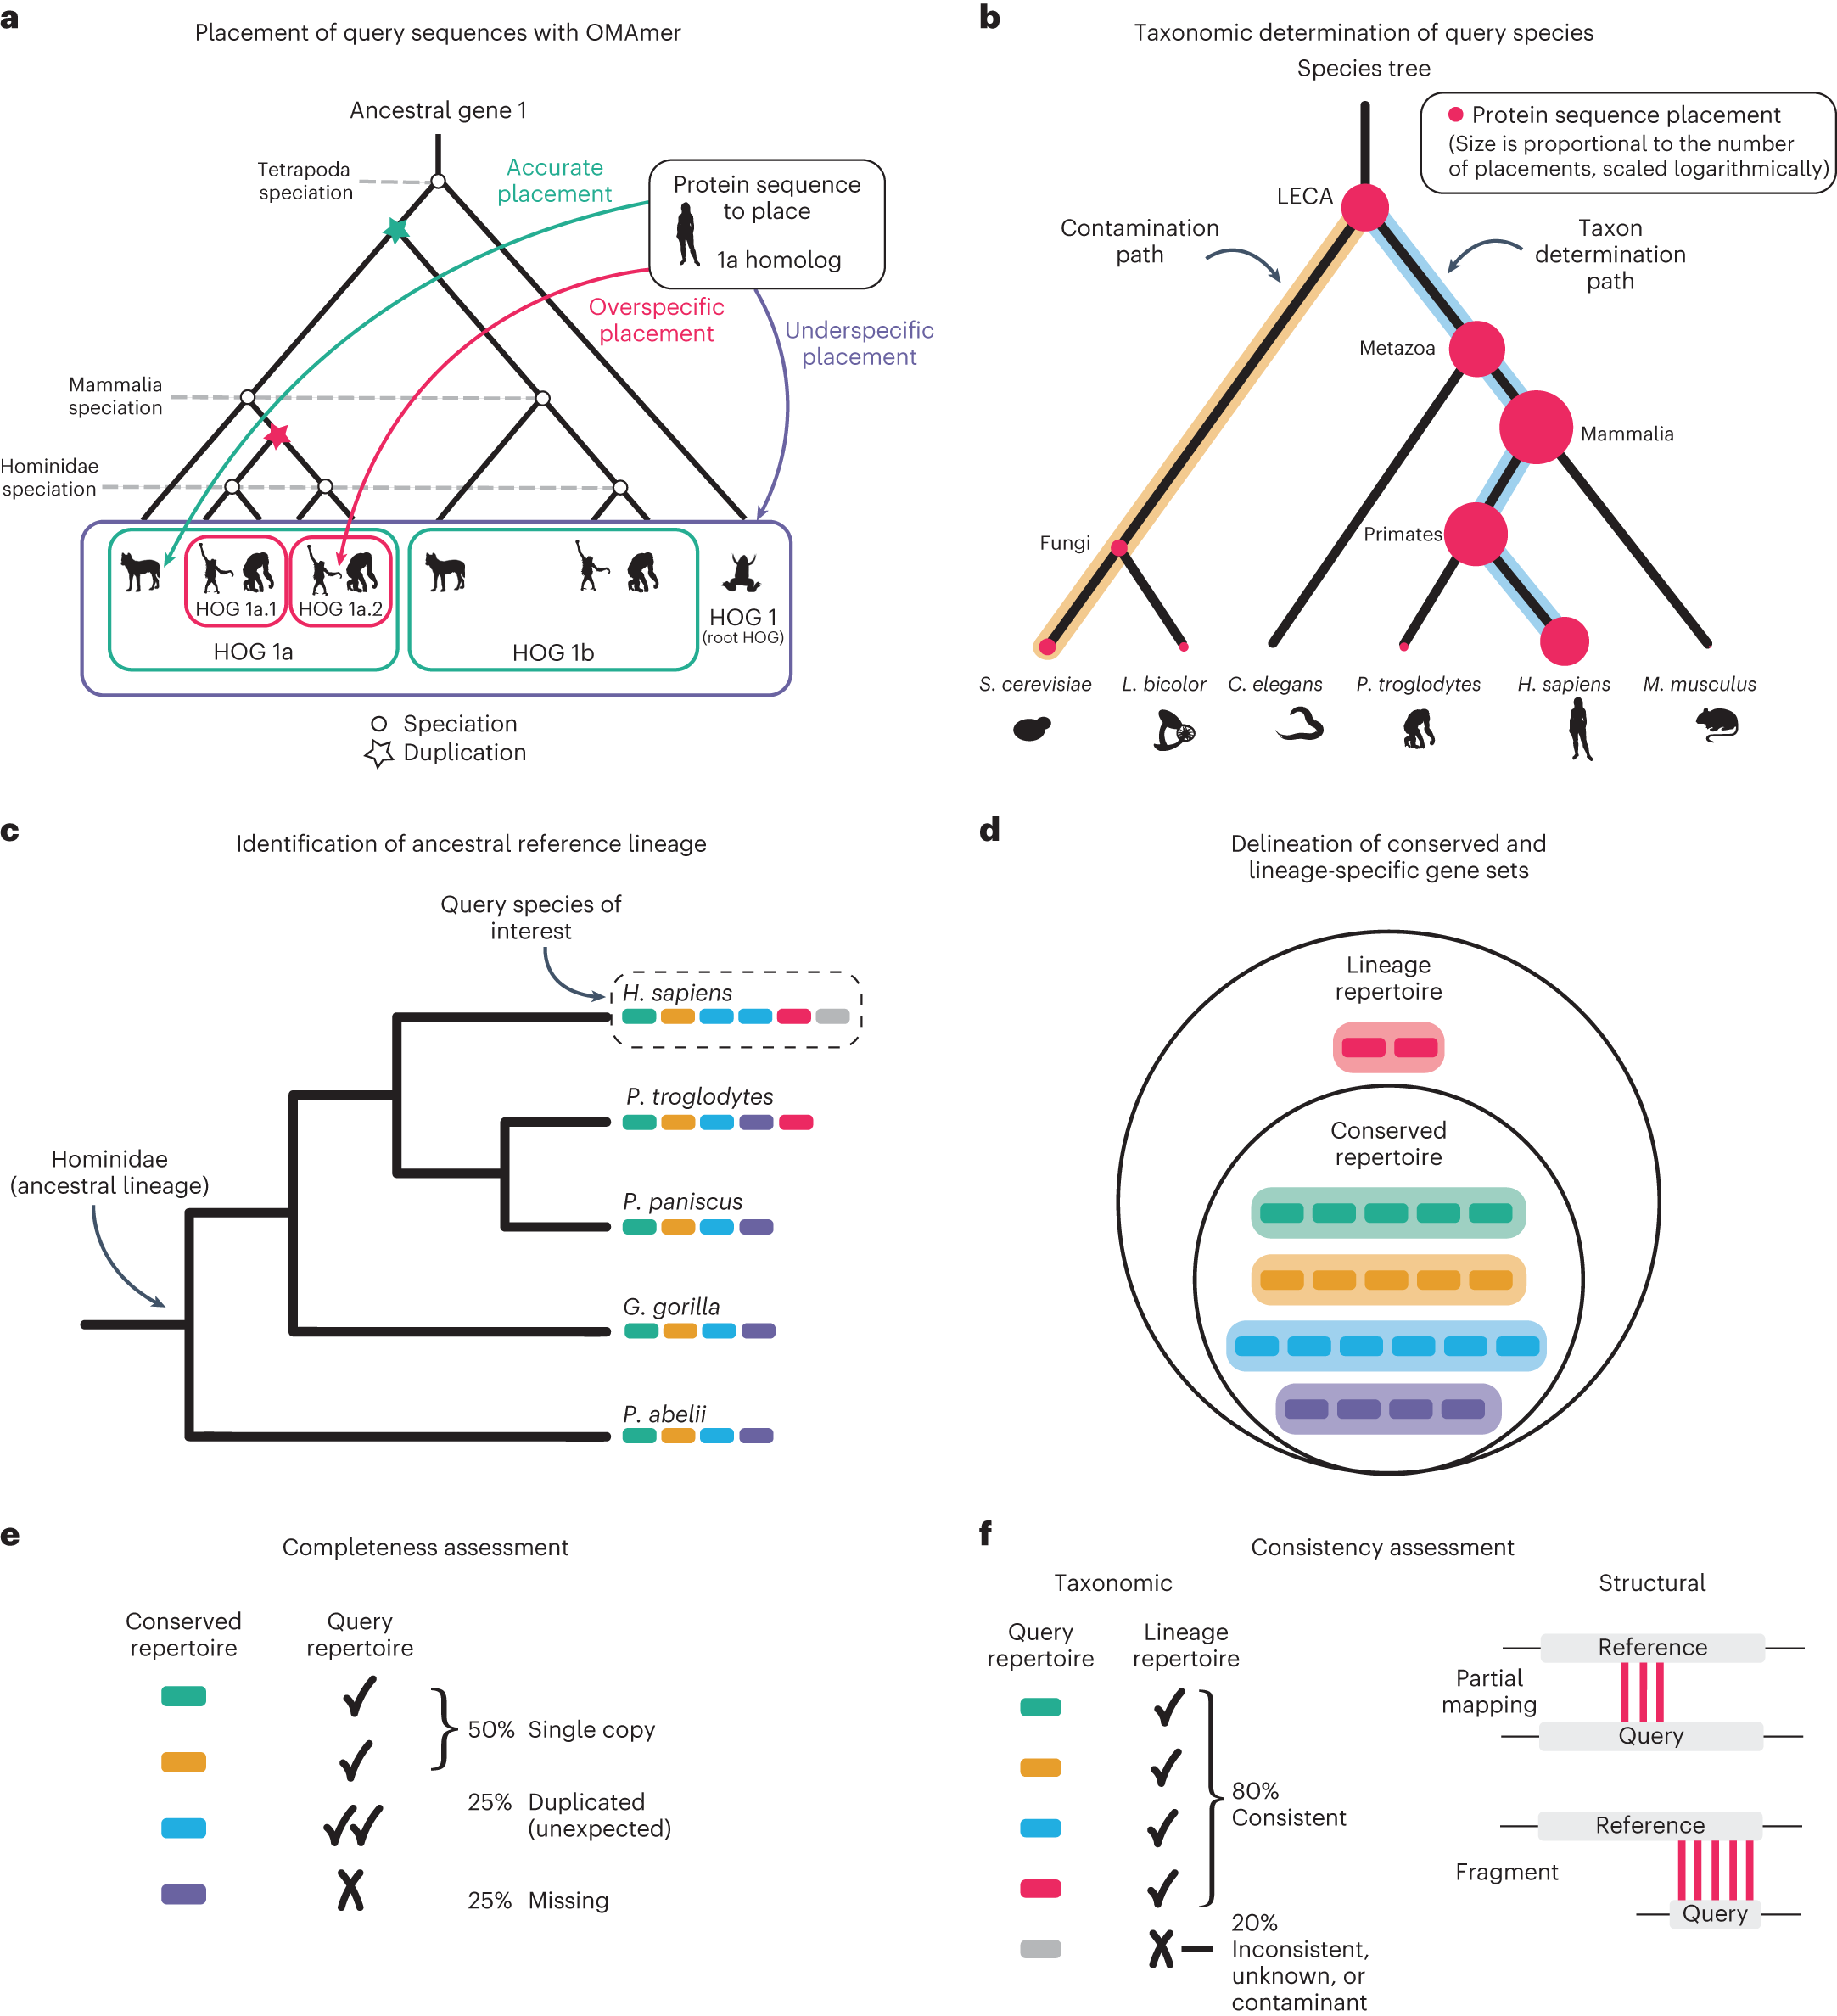 a
Placement of query sequences with OMAmer
Ancestral gene 1
Tetrapoda
speciation
Accurate
placement
Protein sequence
to place
1a homolog
Overspecific
placement
Underspecific
placement
Mammalia
speciation
Hominidae
speciation
HOG 1a.1
HOG 1a.2
HOG 1a
HOG 1b
HOG 1
(root HOG)
Speciation
Duplication
b
Taxonomic determination of query species
Species tree
Protein sequence placement
(Size is proportional to the number
of placements, scaled logarithmically)
LECA
Contamination
path
Taxon
determination
path
Metazoa
Mammalia
Primates
Fungi
S. cerevisiae
L. bicolor
C. elegans
P. troglodytes
H. sapiens
M. musculus
c
Identification of ancestral reference lineage
Query species of
interest
H. sapiens
P. troglodytes
Hominidae
(ancestral lineage)
P. paniscus
G. gorilla
P. abelii
d
Delineation of conserved and
lineage-specific gene sets
Lineage
repertoire
Conserved
repertoire
e
Completeness assessment
Conserved
repertoire
Query
repertoire
50% Single copy
25% Duplicated
(unexpected)
25% Missing
f
Consistency assessment
Taxonomic
Structural
Query
repertoire
Lineage
repertoire
80%
Consistent
20%
Inconsistent,
unknown, or
contaminant
Reference
Partial
mapping
Query
Reference
Fragment
Query